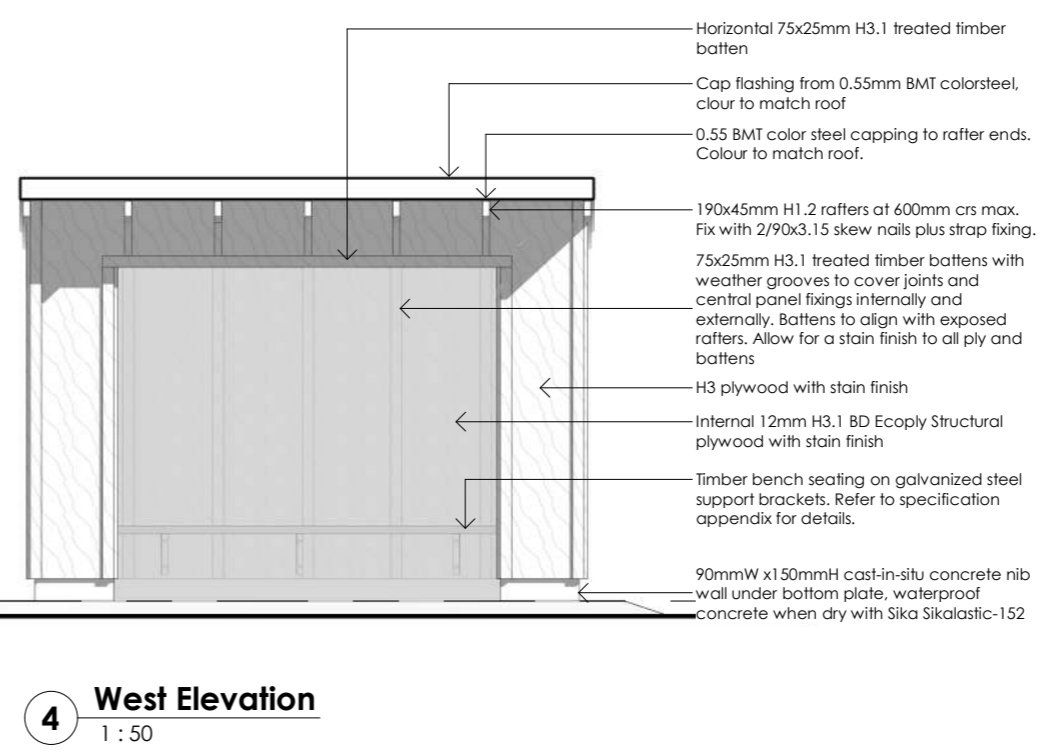 Horizontal 75x25mm H3.1 treated timber
batten
Cap flashing from 0.55mm BMT colorsteel,
clour to match roof
0.55 BMT color steel capping to rafter ends.
Colour to match roof.
190x45mm H1.2 rafters at 600mm crs max.
Fix with 2/90x3.15 skew nails plus strap fixing.
75x25mm H3.1 treated timber battens with
weather grooves to cover joints and
central panel fixings internally and
externally. Battens to align with exposed
rafters. Allow for a stain finish to all ply and
battens
H3 plywood with stain finish
Internal 12mm H3.1 BD Ecoply Structural
plywood with stain finish
Timber bench seating on galvanized steel
support brackets. Refer to specification
appendix for details.
90mmW x150mmH cast-in-situ concrete nib
wall under bottom plate, waterproof
concrete when dry with Sika Sikalastic-152
4 West Elevation
1 : 50